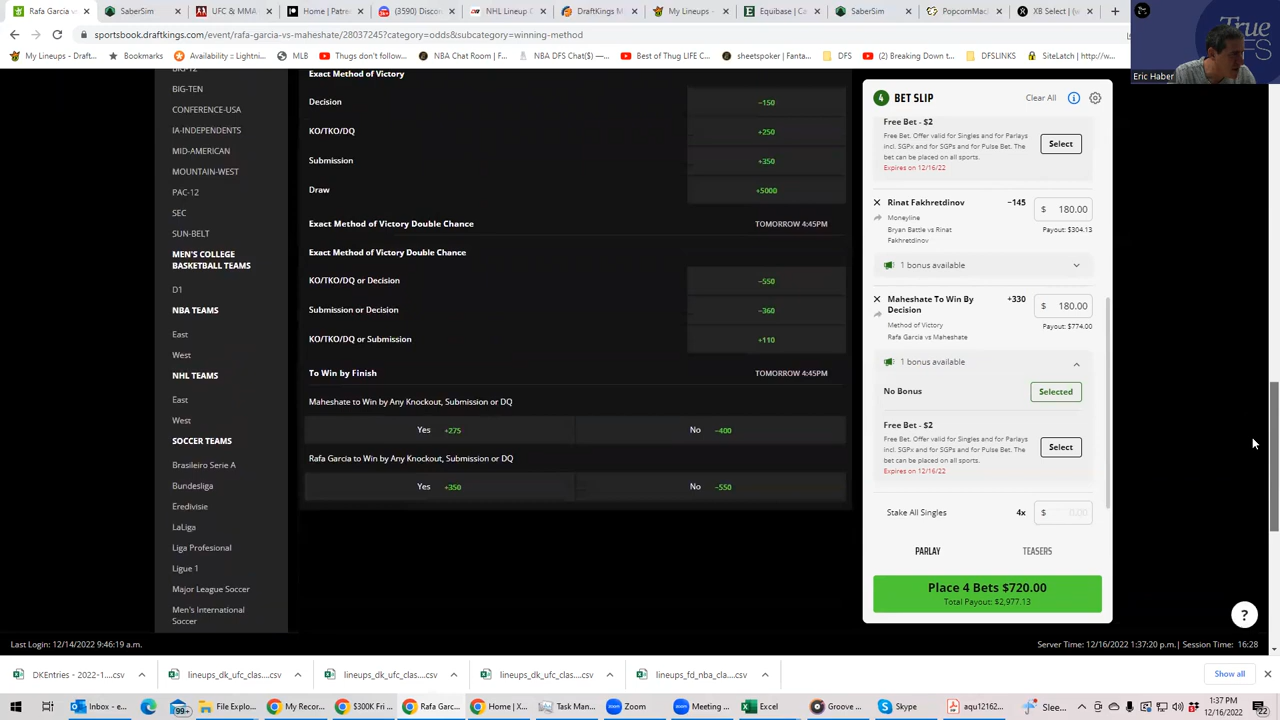 Rafa Garcia vs Mahes
SaberSim
UFC & MMA
Home | Patre
(3590) Discor
NHL Lineup C
DraftKings M
My Lineups -
Equibase | Ca
SaberSim
PopcornMac
XB Select | (
sportsbook.draftkings.com/event/rafa-garcia-vs-maheshate/28037245?category=odds&subcategory=winning-method
My Lineups
Bookmarks
Availability :: Lightni...
MLB
Thugs don't follow...
NBA Chat Room | F...
NBA DFS Chat($) —...
Best of Thug LIFE C...
sheetspoker | Fanta...
DFS
(2) Breaking Down t...
DFSLINKS
SiteLatch | http://w...
True
DFS
Eric Haber
BIG-12
BIG-TEN
CONFERENCE-USA
IA-INDEPENDENTS
MID-AMERICAN
MOUNTAIN-WEST
PAC-12
SEC
SUN-BELT
MEN'S COLLEGE
BASKETBALL TEAMS
D1
NBA TEAMS
East
West
NHL TEAMS
East
West
SOCCER TEAMS
Brasileiro Serie A
Bundesliga
Eredivisie
LaLiga
Liga Profesional
Ligue 1
Major League Soccer
Men's International
Soccer
Exact Method of Victory
Decision −150
KO/TKO/DQ +250
Submission +350
Draw +5000
Exact Method of Victory Double Chance TOMORROW 4:45PM
Exact Method of Victory Double Chance
KO/TKO/DQ or Decision −550
Submission or Decision −360
KO/TKO/DQ or Submission +110
To Win by Finish TOMORROW 4:45PM
Maheshate to Win by Any Knockout, Submission or DQ
Yes +275 No −400
Rafa Garcia to Win by Any Knockout, Submission or DQ
Yes +350 No −550
4 BET SLIP Clear All
Free Bet - $2
Free Bet. Offer valid for Singles and for Parlays
incl. SGPx and for SGPs and for Pulse Bet. The
bet can be placed on all sports.
Expires on 12/16/22
Select
Rinat Fakhretdinov −145 $ 180.00
Moneyline
Payout: $304.13
Bryan Battle vs Rinat
Fakhretdinov
1 bonus available
Maheshate To Win By
Decision
+330 $ 180.00
Method of Victory
Payout: $774.00
Rafa Garcia vs Maheshate
1 bonus available
No Bonus Selected
Free Bet - $2
Free Bet. Offer valid for Singles and for Parlays
incl. SGPx and for SGPs and for Pulse Bet. The
bet can be placed on all sports.
Expires on 12/16/22
Select
Stake All Singles 4x $ 0.00
PARLAY TEASERS
Place 4 Bets $720.00
Total Payout: $2,977.13
?
Last Login: 12/14/2022 9:46:19 a.m.
Server Time: 12/16/2022 1:37:20 p.m.| Session Time: 16:28
DKEntries - 2022-1....csv
lineups_dk_ufc_clas....csv
lineups_dk_ufc_clas....csv
lineups_dk_ufc_clas....csv
lineups_fd_nba_cla....csv
Show all
Inbox - e...
99+
File Explo...
My Recor...
$300K Fri ...
Rafa Garc...
Home | X...
Task Man...
Zoom
Meeting ...
Excel
Groove ...
Skype
aqu12162...
Sleet...
1:37 PM
12/16/2022
22